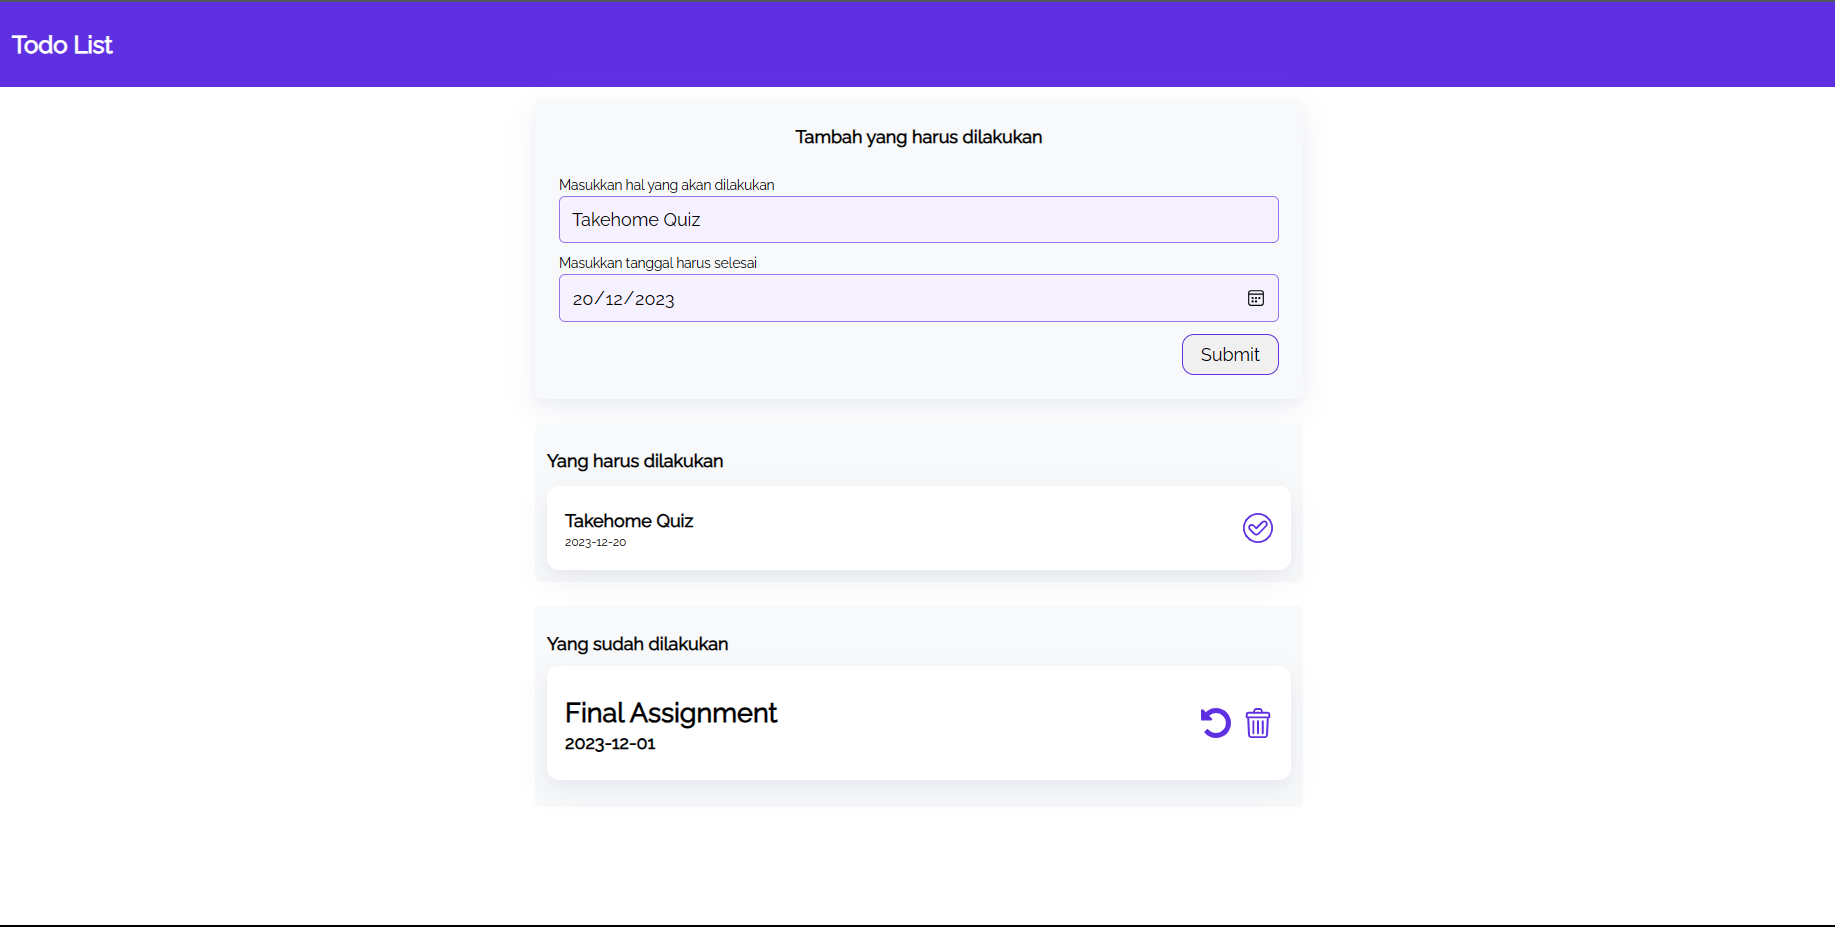 Todo List
Tambah yang harus dilakukan
Masukkan hal yang akan dilakukan
Takehome Quiz
Masukkan tanggal harus selesai
20/12/2023
Submit
Yang harus dilakukan
Takehome Quiz
2023-12-20
Yang sudah dilakukan
Final Assignment
2023-12-01